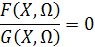 F(X, Ω)/G(X, Ω) = 0